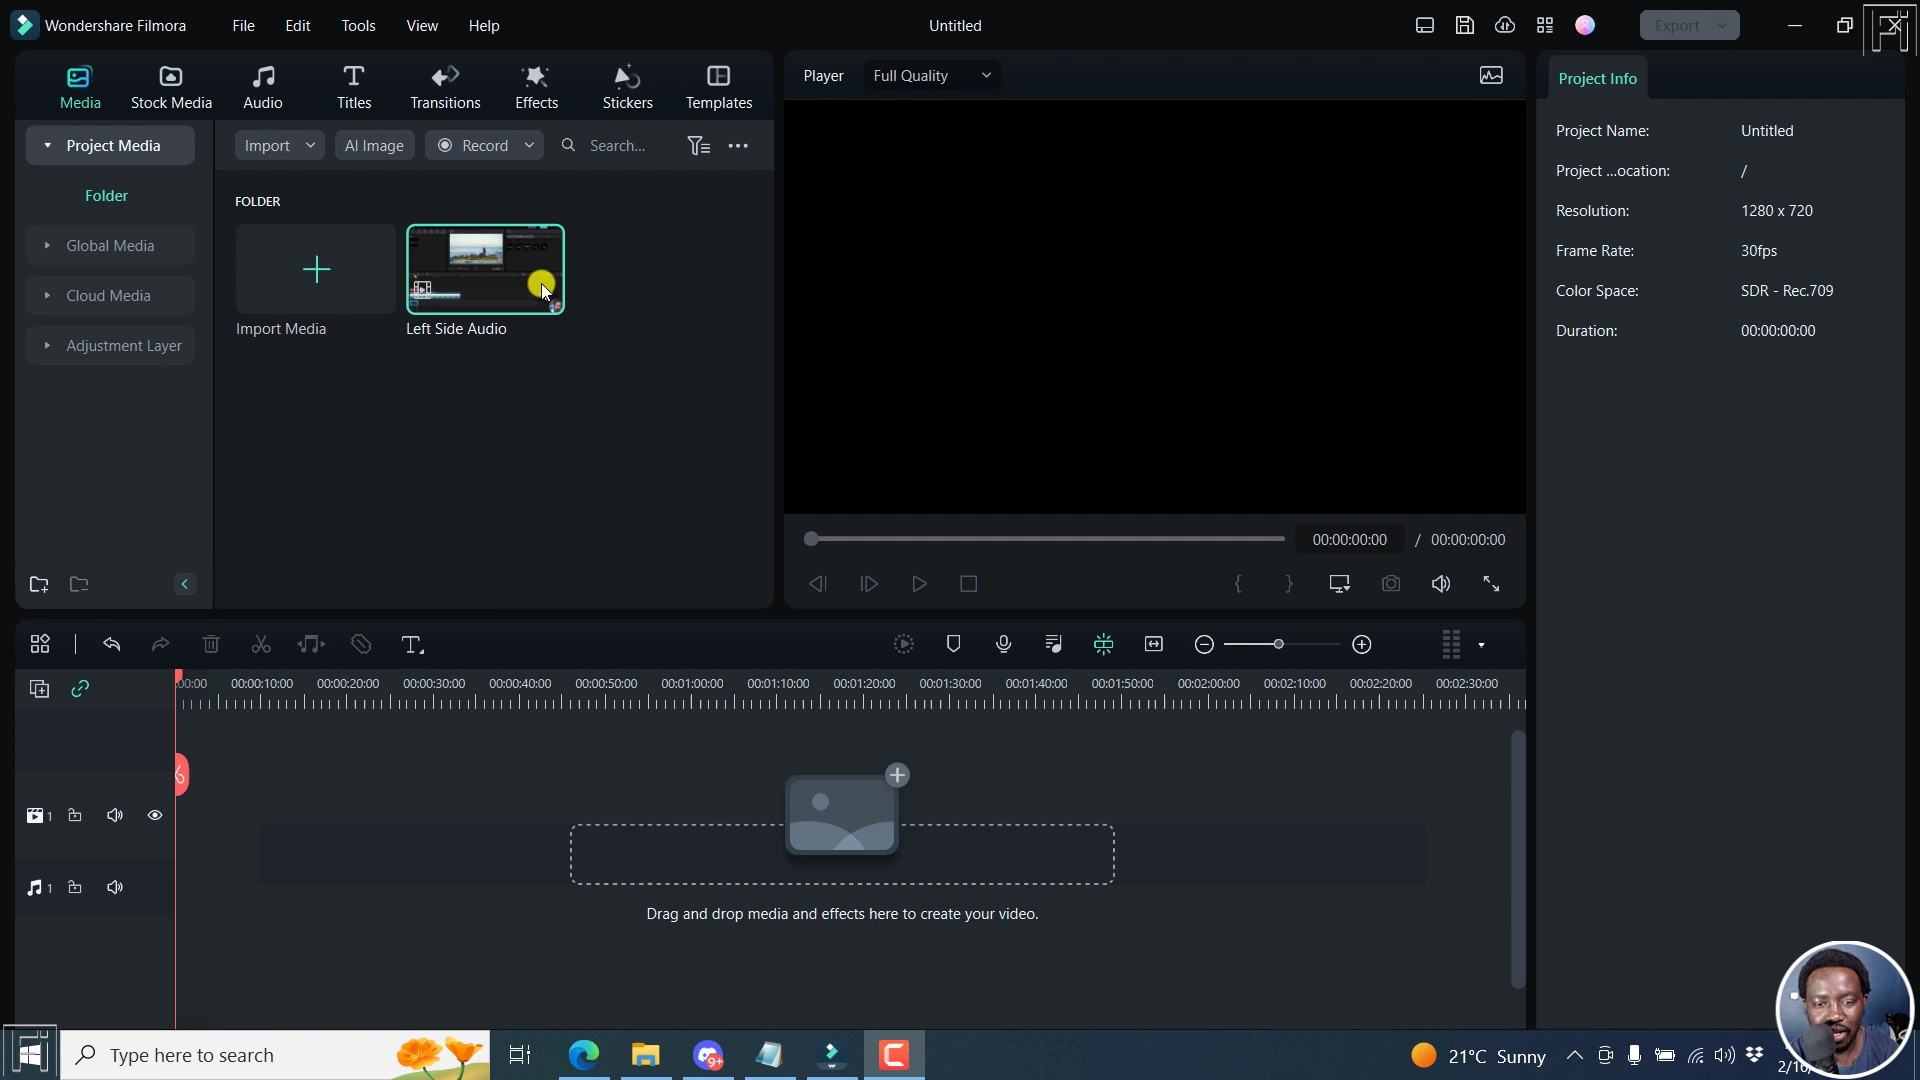 Wondershare Filmora
File
Edit
Tools
View
Help
Untitled
Export
Media
Stock Media
Audio
Titles
Transitions
Effects
Stickers
Templates
Player
Full Quality
Project Info
Project Media
Import
AI Image
Record
Search...
Folder
FOLDER
Global Media
Cloud Media
Adjustment Layer
Import Media
Left Side Audio
Project Name:
Untitled
Project ...ocation:
/
Resolution:
1280 x 720
Frame Rate:
30fps
Color Space:
SDR - Rec.709
Duration:
00:00:00:00
00:00:00:00 / 00:00:00:00
:00:00
00:00:10:00
00:00:20:00
00:00:30:00
00:00:40:00
00:00:50:00
00:01:00:00
00:01:10:00
00:01:20:00
00:01:30:00
00:01:40:00
00:01:50:00
00:02:00:00
00:02:10:00
00:02:20:00
00:02:30:00
1
1
Drag and drop media and effects here to create your video.
Type here to search
9+
21°C Sunny